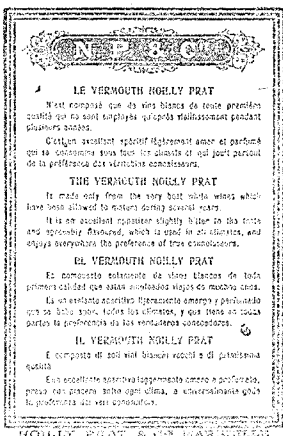 N. P. & Co.
LE VERMOUTH NOILLY PRAT
N'est composé que de vins blancs de toute première
qualité qui ne sont employés qu'après vieillissement pendant
plusieurs années.
C'est un excellent apéritif légèrement amer et parfumé
qui se consomme sous tous les climats et qui jouit partout
de la préférence des véritables connaisseurs.
THE VERMOUTH NOILLY PRAT
Is made only from the very best white wines which
have been allowed to mature during several years.
It is an excellent appetiser slightly bitter to the taste
and agreeably flavoured, which is used in all climates, and
enjoys everywhere the preference of true connoisseurs.
EL VERMOUTH NOILLY PRAT
Es compuesto solamente de vinos blancos de toda
primera calidad que estan empleados viejos de muchos años.
Es un excelente aperitivo ligeramente amargo y perfumado
que se bebe sobre todos los climas, y que tiene en todas
partes la preferencia de los verdaderos conocedores.
IL VERMOUTH NOILLY PRAT
É composto di soli vini bianchi vecchi e di primissima
qualità
É un eccellente aperitivo leggermente amaro e profumato,
preso con piacere sotto ogni clima, e universalmente gode
la preferenza dei veri conoscitori.
NOILLY PRAT & Co